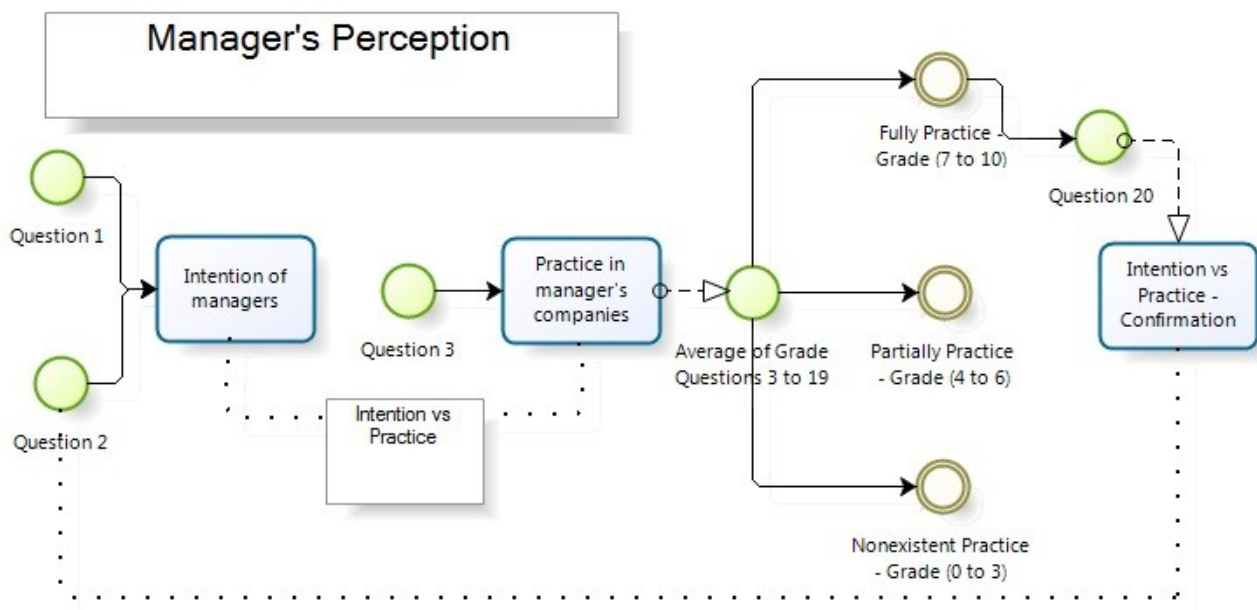 Manager's Perception
Question 1
Intention of
managers
Question 2
Question 3
Practice in
manager's
companies
Intention vs
Practice
Average of Grade
Questions 3 to 19
Fully Practice -
Grade (7 to 10)
Partially Practice
- Grade (4 to 6)
Nonexistent Practice
- Grade (0 to 3)
Question 20
Intention vs
Practice -
Confirmation